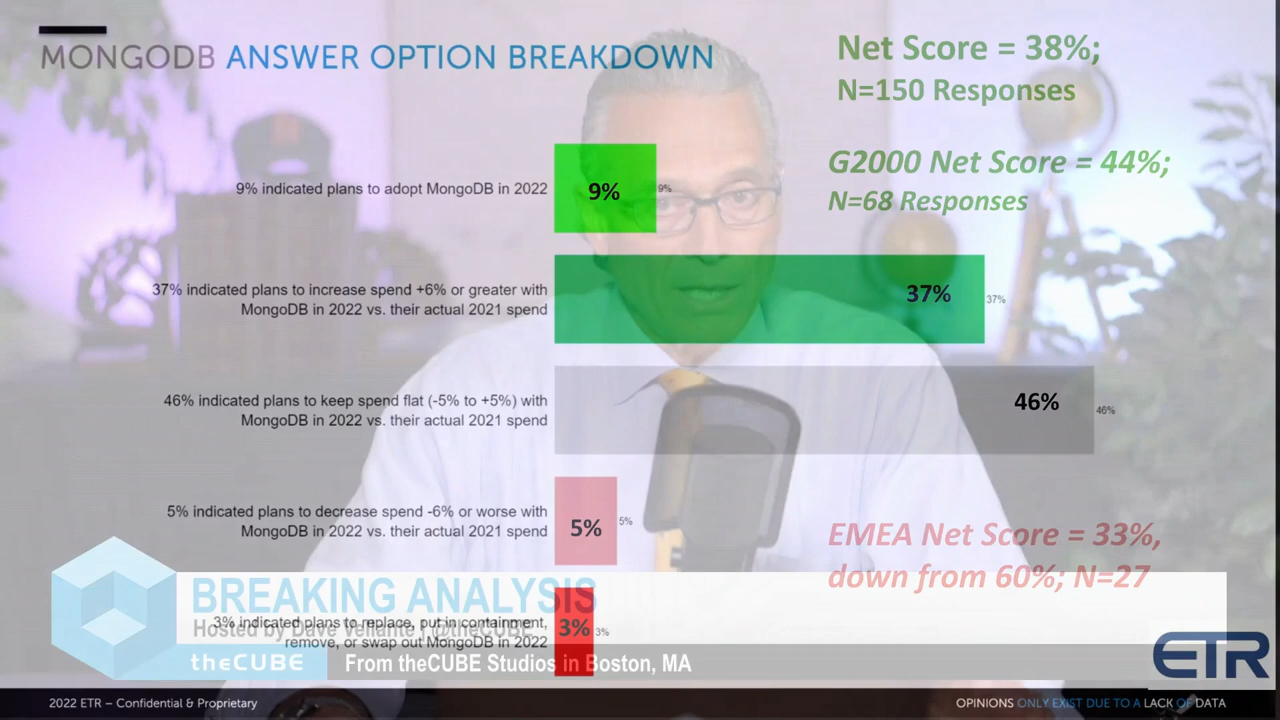 MONGODB ANSWER OPTION BREAKDOWN
Net Score = 38%;
N=150 Responses
G2000 Net Score = 44%;
N=68 Responses
9% indicated plans to adopt MongoDB in 2022
9%
9%
37% indicated plans to increase spend +6% or greater with
MongoDB in 2022 vs. their actual 2021 spend
37%
37%
46% indicated plans to keep spend flat (-5% to +5%) with
MongoDB in 2022 vs. their actual 2021 spend
46%
46%
5% indicated plans to decrease spend -6% or worse with
MongoDB in 2022 vs. their actual 2021 spend
5%
5%
EMEA Net Score = 33%,
down from 60%; N=27
BREAKING ANALYSIS
Hosted by Dave Vellante | @theCUBE
3% indicated plans to replace, put in containment,
remove, or swap out MongoDB in 2022
3%
3%
theCUBE
From theCUBE Studios in Boston, MA
ETR
2022 ETR – Confidential & Proprietary
OPINIONS ONLY EXIST DUE TO A LACK OF DATA